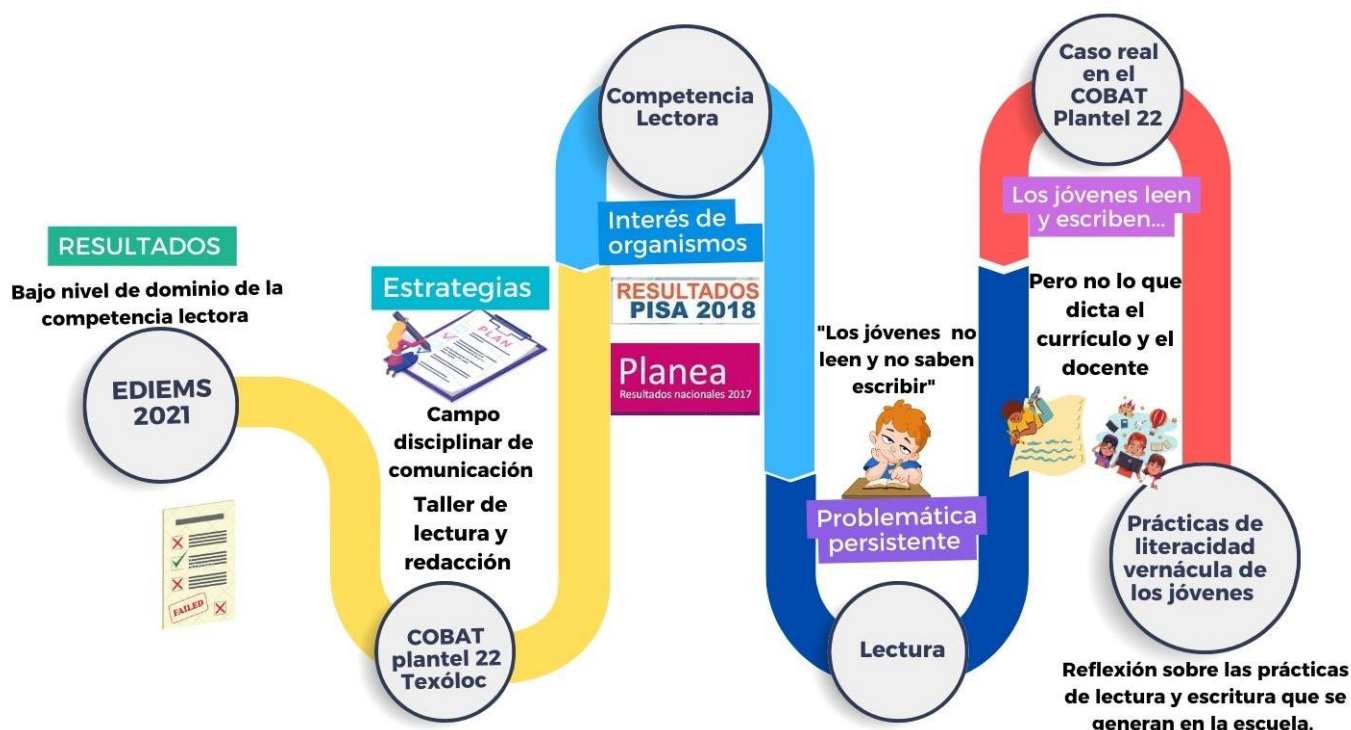 RESULTADOS
Bajo nivel de dominio de la
competencia lectora
EDIEMS
2021
FAILED
COBAT
plantel 22
Texóloc
Estrategias
PLAN
Campo
disciplinar de
comunicación
Taller de
lectura y
redacción
Competencia
Lectora
Interés de
organismos
RESULTADOS
PISA 2018
Planea
Resultados nacionales 2017
"Los jóvenes no
leen y no saben
escribir"
Problemática
persistente
Lectura
Caso real
en el
COBAT
Plantel 22
Los jóvenes leen
y escriben...
Pero no lo que
dicta el
currículo y el
docente
Prácticas de
literacidad
vernácula de
los jóvenes
Reflexión sobre las prácticas
de lectura y escritura que se
generan en la escuela.